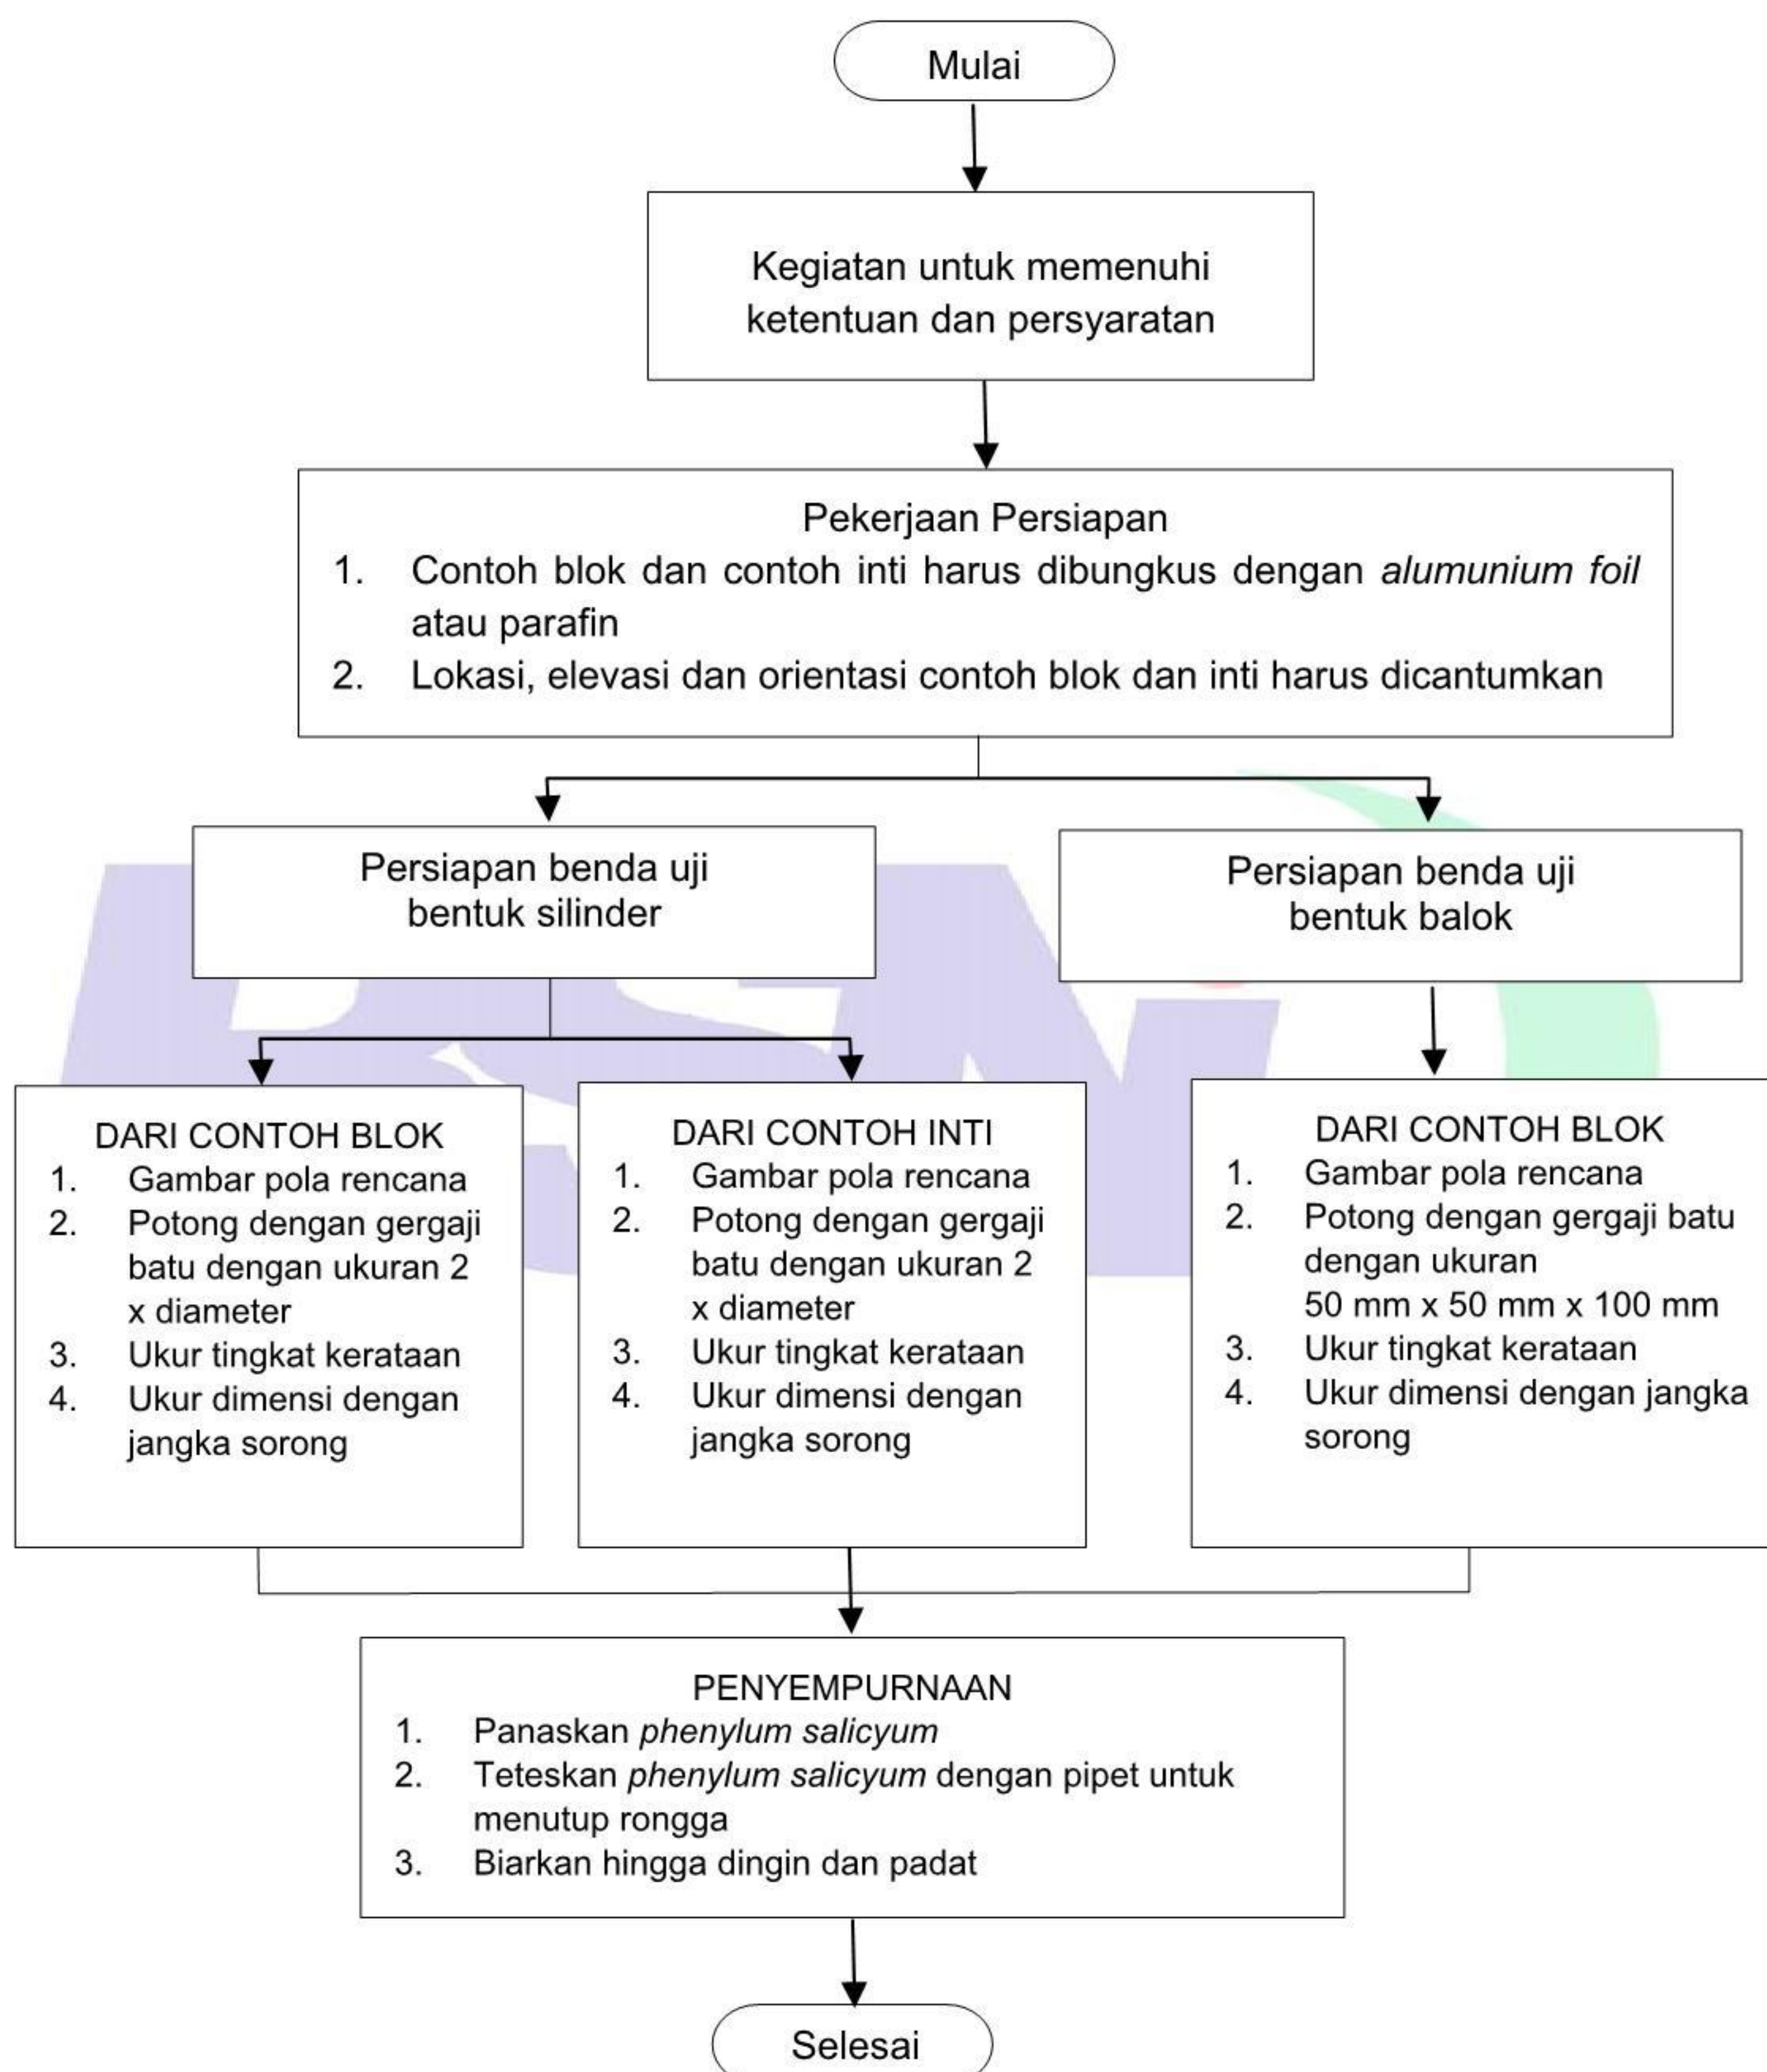 Mulai
Kegiatan untuk memenuhi
ketentuan dan persyaratan
Pekerjaan Persiapan
1. Contoh blok dan contoh inti harus dibungkus dengan alumunium foil
atau parafin
2. Lokasi, elevasi dan orientasi contoh blok dan inti harus dicantumkan
Persiapan benda uji
bentuk silinder
Persiapan benda uji
bentuk balok
DARI CONTOH BLOK
1. Gambar pola rencana
2. Potong dengan gergaji
batu dengan ukuran 2
x diameter
3. Ukur tingkat kerataan
4. Ukur dimensi dengan
jangka sorong
DARI CONTOH INTI
1. Gambar pola rencana
2. Potong dengan gergaji
batu dengan ukuran 2
x diameter
3. Ukur tingkat kerataan
4. Ukur dimensi dengan
jangka sorong
DARI CONTOH BLOK
1. Gambar pola rencana
2. Potong dengan gergaji batu
dengan ukuran
50 mm x 50 mm x 100 mm
3. Ukur tingkat kerataan
4. Ukur dimensi dengan jangka
sorong
PENYEMPURNAAN
1. Panaskan phenylum salicyum
2. Teteskan phenylum salicyum dengan pipet untuk
menutup rongga
3. Biarkan hingga dingin dan padat
Selesai